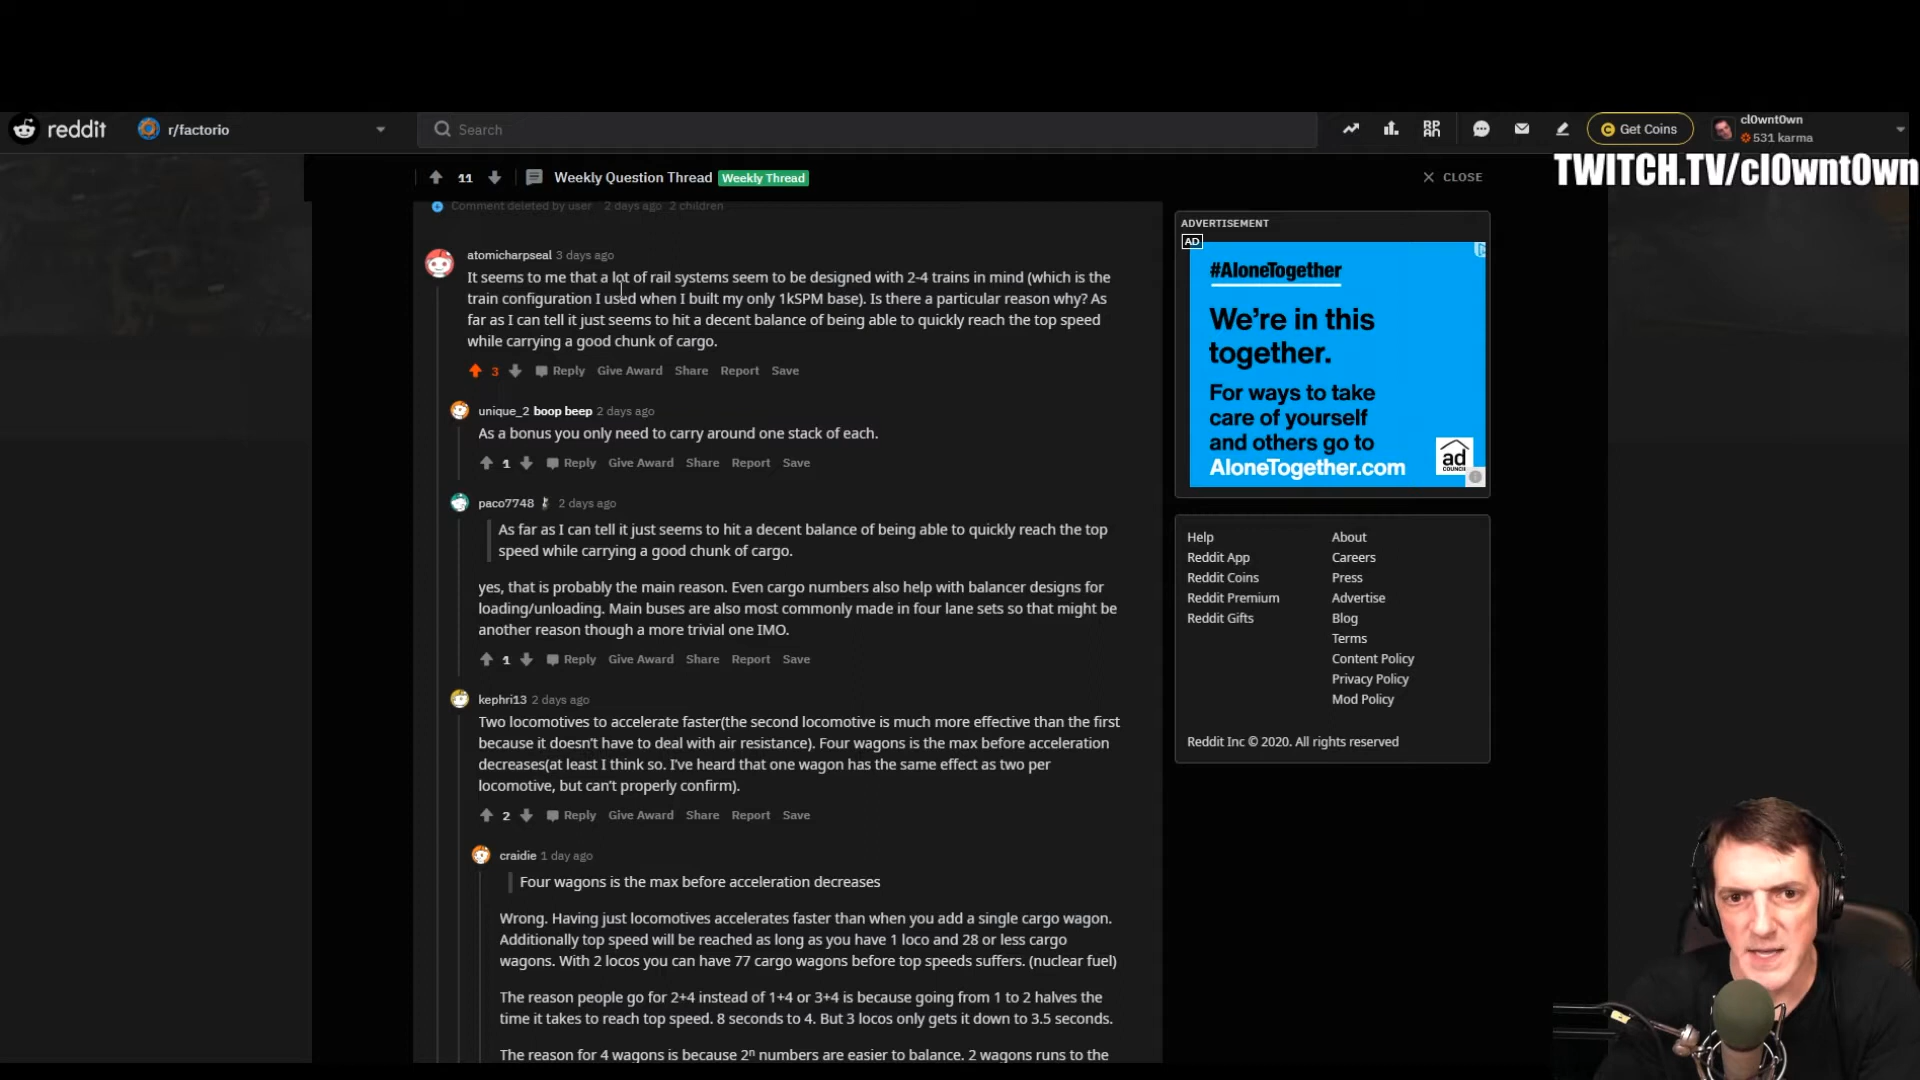 reddit
r/factorio
Search
Get Coins
cl0wnt0wn
531 karma
TWITCH.TV/cl0wnt0wn
11
Weekly Question Thread
Weekly Thread
CLOSE
Comment deleted by user 2 days ago 2 children
atomicharpseal 3 days ago
It seems to me that a lot of rail systems seem to be designed with 2-4 trains in mind (which is the
train configuration I used when I built my only 1kSPM base). Is there a particular reason why? As
far as I can tell it just seems to hit a decent balance of being able to quickly reach the top speed
while carrying a good chunk of cargo.
3 Reply Give Award Share Report Save
unique_2 boop beep 2 days ago
As a bonus you only need to carry around one stack of each.
1 Reply Give Award Share Report Save
paco7748 2 days ago
As far as I can tell it just seems to hit a decent balance of being able to quickly reach the top
speed while carrying a good chunk of cargo.
yes, that is probably the main reason. Even cargo numbers also help with balancer designs for
loading/unloading. Main buses are also most commonly made in four lane sets so that might be
another reason though a more trivial one IMO.
1 Reply Give Award Share Report Save
kephri13 2 days ago
Two locomotives to accelerate faster(the second locomotive is much more effective than the first
because it doesn't have to deal with air resistance). Four wagons is the max before acceleration
decreases(at least I think so. I've heard that one wagon has the same effect as two per
locomotive, but can't properly confirm).
2 Reply Give Award Share Report Save
craidie 1 day ago
Four wagons is the max before acceleration decreases
Wrong. Having just locomotives accelerates faster than when you add a single cargo wagon.
Additionally top speed will be reached as long as you have 1 loco and 28 or less cargo
wagons. With 2 locos you can have 77 cargo wagons before top speeds suffers. (nuclear fuel)
The reason people go for 2+4 instead of 1+4 or 3+4 is because going from 1 to 2 halves the
time it takes to reach top speed. 8 seconds to 4. But 3 locos only gets it down to 3.5 seconds.
The reason for 4 wagons is because 2ⁿ numbers are easier to balance. 2 wagons runs to the
ADVERTISEMENT
AD
#AloneTogether
We're in this
together.
For ways to take
care of yourself
and others go to
AloneTogether.com
ad
COUNCIL
Help
About
Reddit App
Careers
Reddit Coins
Press
Reddit Premium
Advertise
Reddit Gifts
Blog
Terms
Content Policy
Privacy Policy
Mod Policy
Reddit Inc © 2020. All rights reserved